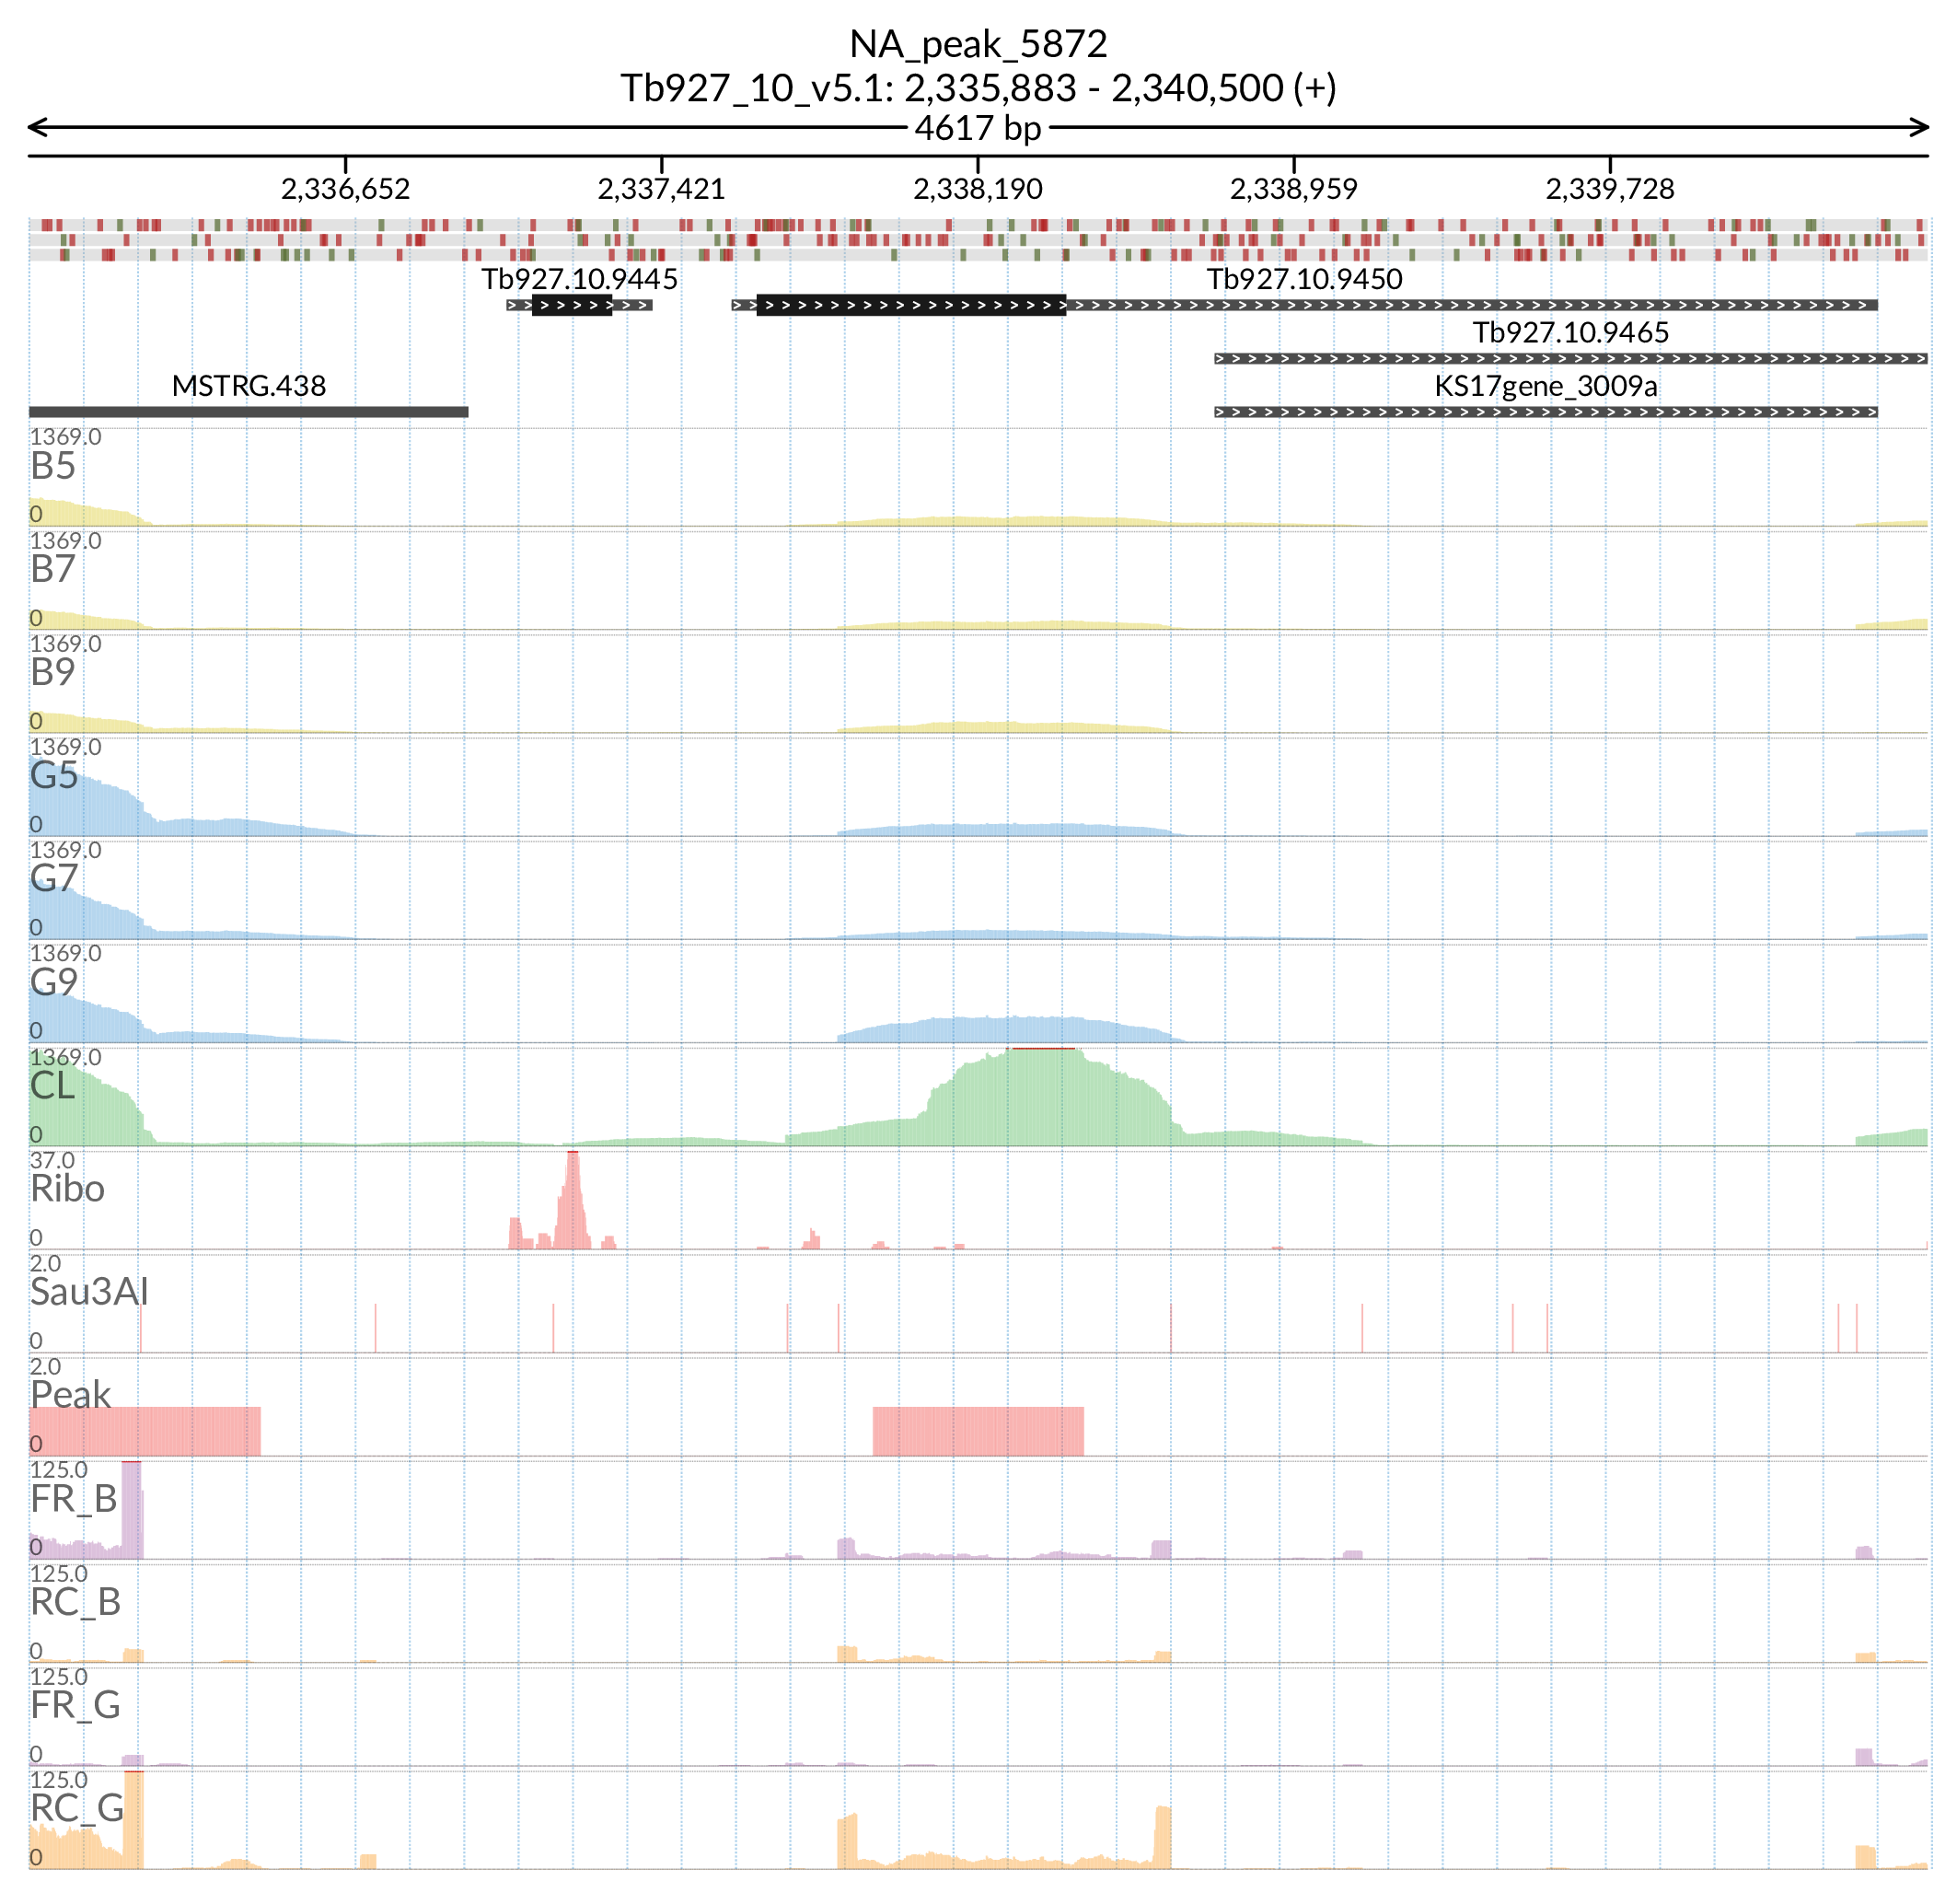 NA_peak_5872
Tb927_10_v5.1: 2,335,883 - 2,340,500 (+)
4617 bp
2,336,652 2,337,421 2,338,190 2,338,959 2,339,728
Tb927.10.9445 Tb927.10.9450
Tb927.10.9465
MSTRG.438 KS17gene_3009a
1369.0
B5
0
1369.0
B7
0
1369.0
B9
0
1369.0
G5
0
1369.0
G7
0
1369.0
G9
0
1369.0
CL
0
37.0
Ribo
0
2.0
Sau3AI
0
2.0
Peak
0
125.0
FR_B
0
125.0
RC_B
0
125.0
FR_G
0
125.0
RC_G
0